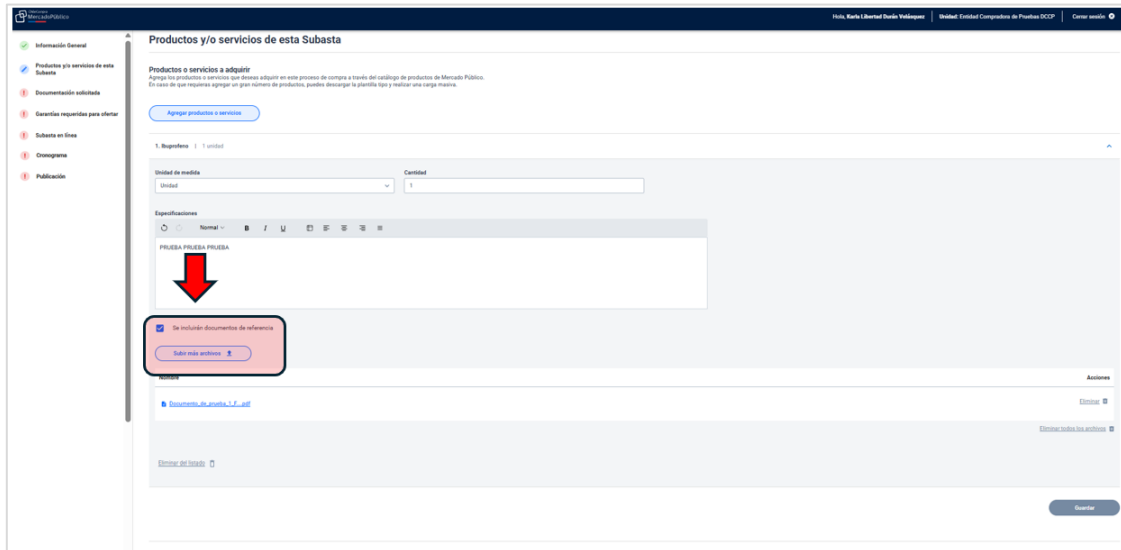 ChileCompra
MercadoPúblico
Hola, Karla Libertad Durán Velásquez
Unidad: Entidad Compradora de Pruebas DCCP
Cerrar sesión
Información General
Productos y/o servicios de esta
Subasta
Documentación solicitada
Garantías requeridas para ofertar
Subasta en línea
Cronograma
Publicación
Productos y/o servicios de esta Subasta
Productos o servicios a adquirir
Agrega los productos o servicios que deseas adquirir en este proceso de compra a través del catálogo de productos de Mercado Público.
En caso de que requieras agregar un gran número de productos, puedes descargar la plantilla tipo y realizar una carga masiva.
Agregar productos o servicios
1. Ibuprofeno | 1 unidad
Unidad de medida
Cantidad
Unidad
1
Especificaciones
Normal
B I U
PRUEBA PRUEBA PRUEBA
Se incluirán documentos de referencia
Subir más archivos
Nombre
Acciones
Documento_de_prueba_1_F...pdf
Eliminar
Eliminar todos los archivos
Eliminar del listado
Guardar